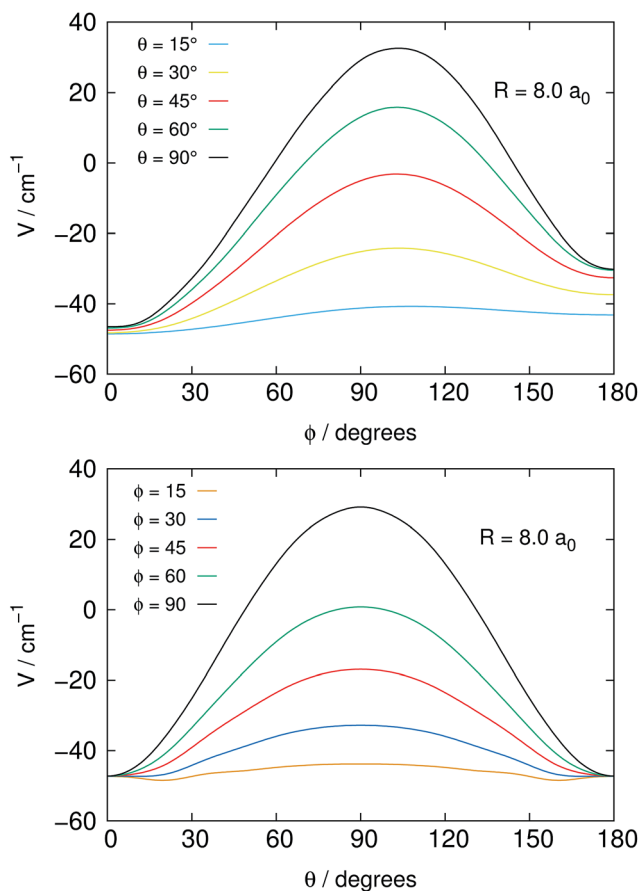 40
θ = 15°
θ = 30°
R = 8.0 a0
20
θ = 45°
θ = 60°
θ = 90°
0
V / cm−1
−20
−40
−60
0 30 60 90 120 150 180
ϕ / degrees
40
ϕ = 15
ϕ = 30
R = 8.0 a0
20
ϕ = 45
ϕ = 60
ϕ = 90
0
V / cm−1
−20
−40
−60
0 30 60 90 120 150 180
θ / degrees